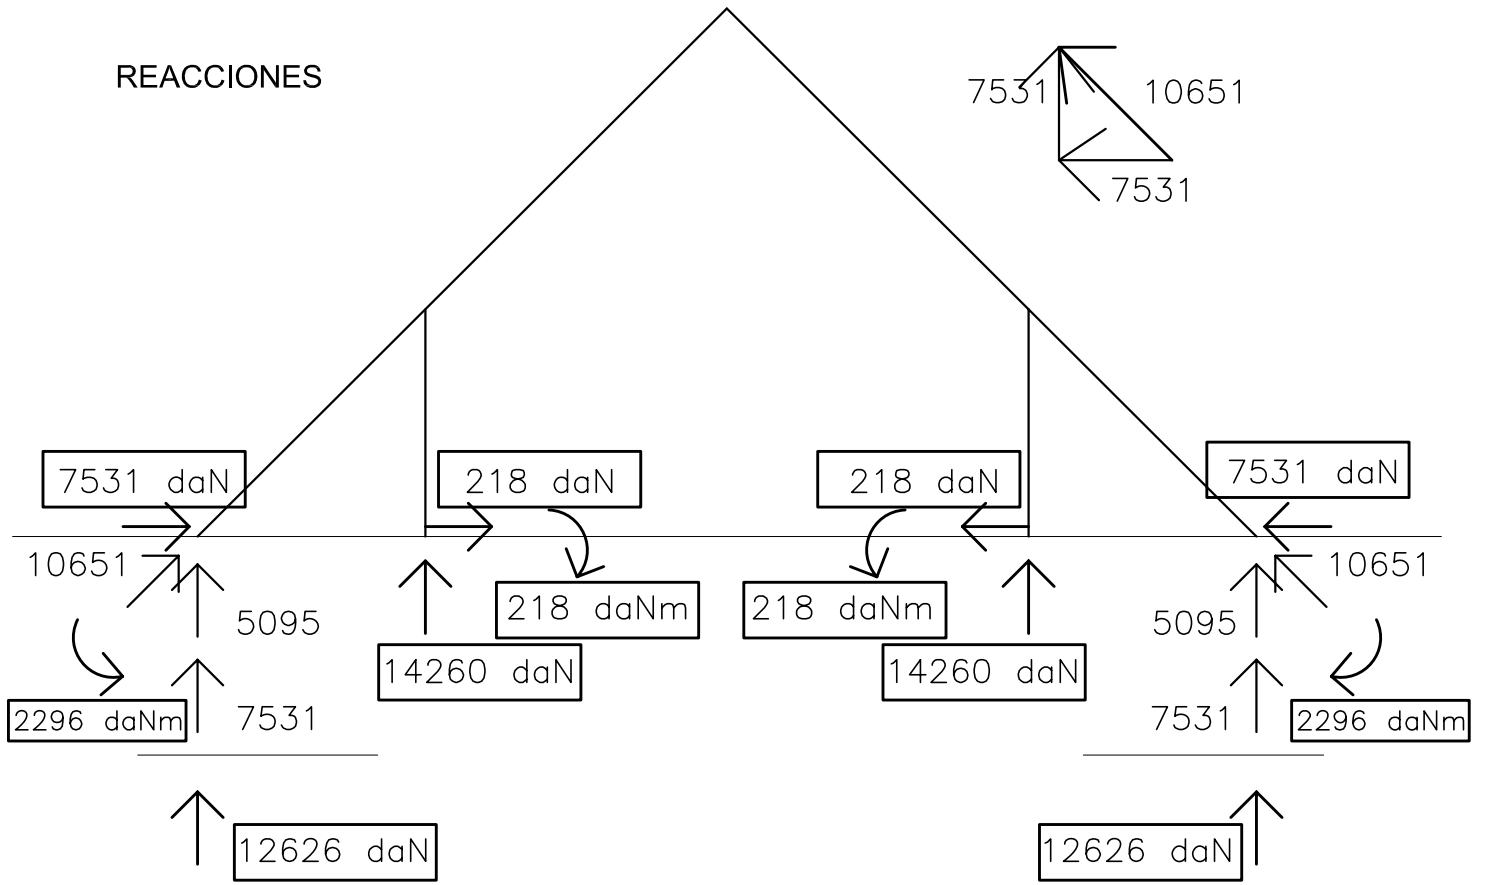 REACCIONES
7531
10651
7531
7531 daN
218 daN
218 daN
7531 daN
10651
10651
218 daNm
218 daNm
5095
5095
14260 daN
14260 daN
2296 daNm
7531
7531
2296 daNm
12626 daN
12626 daN